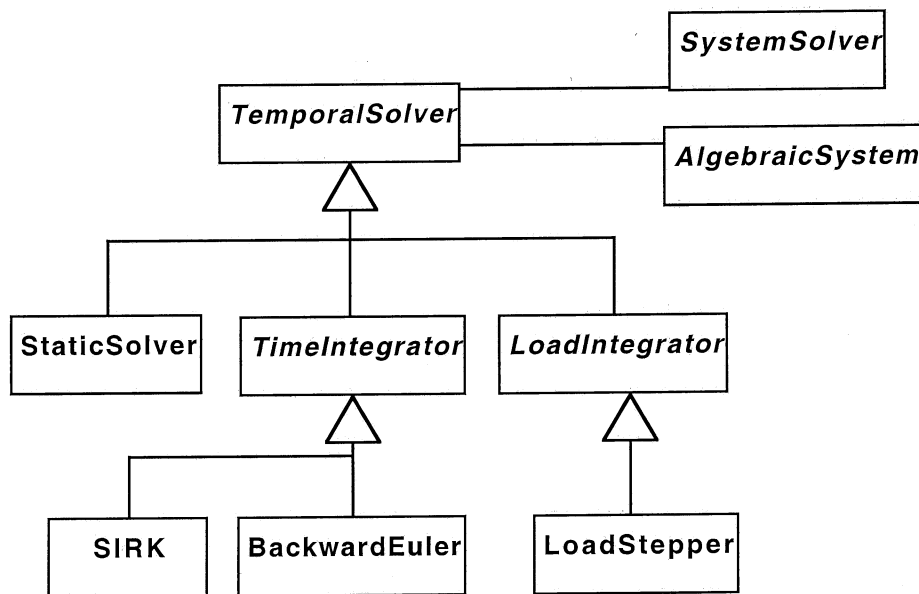 SystemSolver
TemporalSolver
AlgebraicSystem
StaticSolver
TimeIntegrator
LoadIntegrator
SIRK
BackwardEuler
LoadStepper